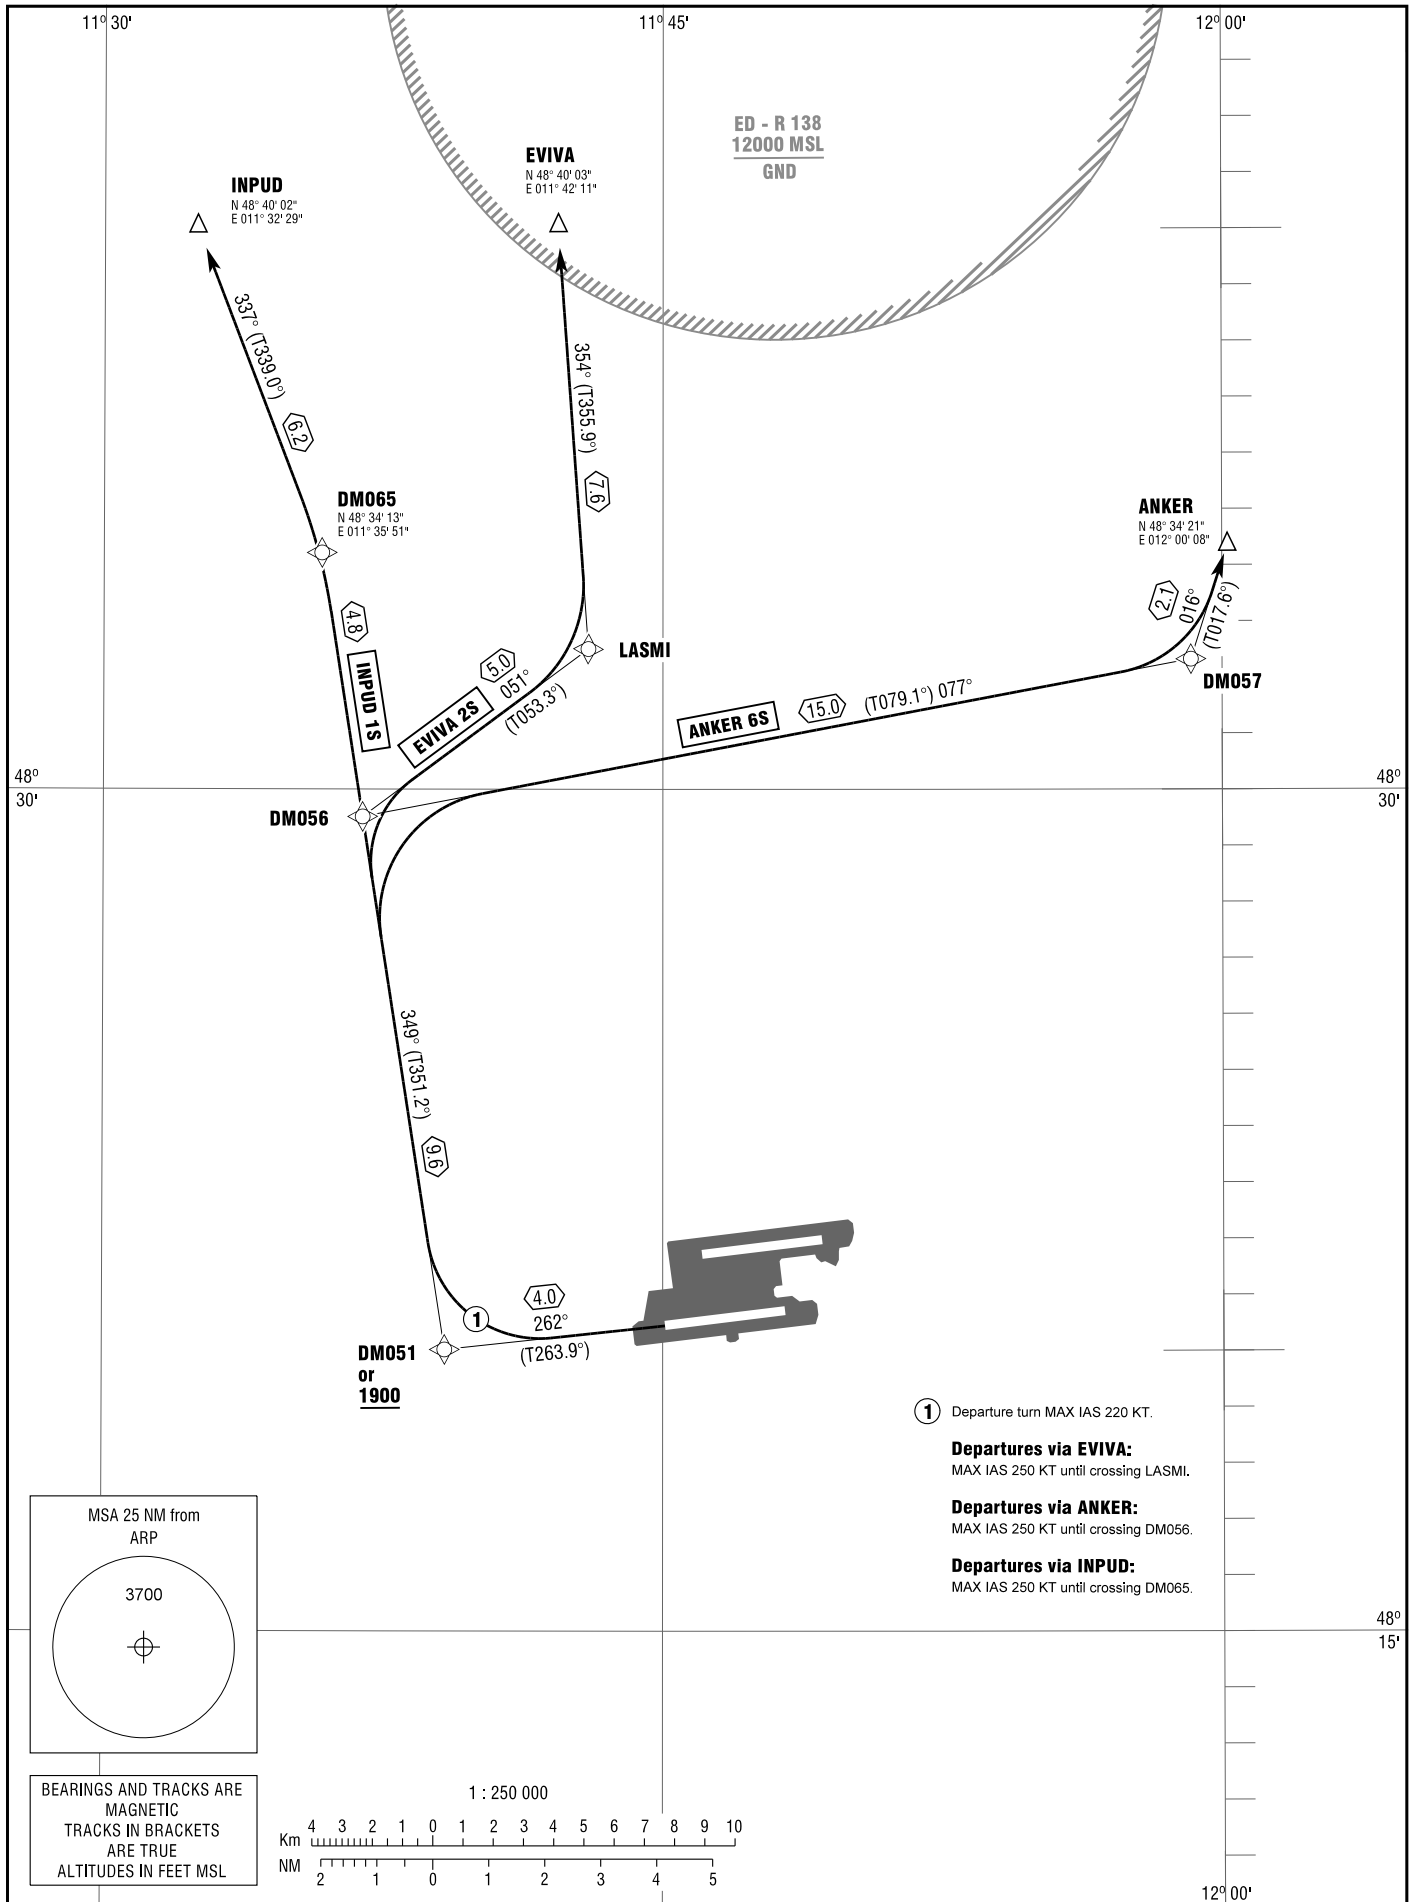 11º 30'
11º 45'
12º 00'
ED - R 138
12000 MSL
GND
EVIVA
N 48° 40' 03"
E 011° 42' 11"
INPUD
N 48° 40' 02"
E 011° 32' 29"
337° (T339.0°)
6.2
354° (T355.9°)
7.6
DM065
N 48° 34' 13"
E 011° 35' 51"
ANKER
N 48° 34' 21"
E 012° 00' 08"
2.1
016°
(T017.6°)
4.8
INPUD 1S
LASMI
5.0
051°
(T053.3°)
EVIVA 2S
DM057
ANKER 6S
15.0
(T079.1°) 077°
48º
30'
48º
30'
DM056
349° (T351.2°)
9.6
4.0
262°
(T263.9°)
1
DM051
or
1900
1 Departure turn MAX IAS 220 KT.
Departures via EVIVA:
MAX IAS 250 KT until crossing LASMI.
Departures via ANKER:
MAX IAS 250 KT until crossing DM056.
Departures via INPUD:
MAX IAS 250 KT until crossing DM065.
MSA 25 NM from
ARP
3700
48º
15'
BEARINGS AND TRACKS ARE
MAGNETIC
TRACKS IN BRACKETS
ARE TRUE
ALTITUDES IN FEET MSL
1 : 250 000
Km 4 3 2 1 0 1 2 3 4 5 6 7 8 9 10
NM 2 1 0 1 2 3 4 5
12º 00'